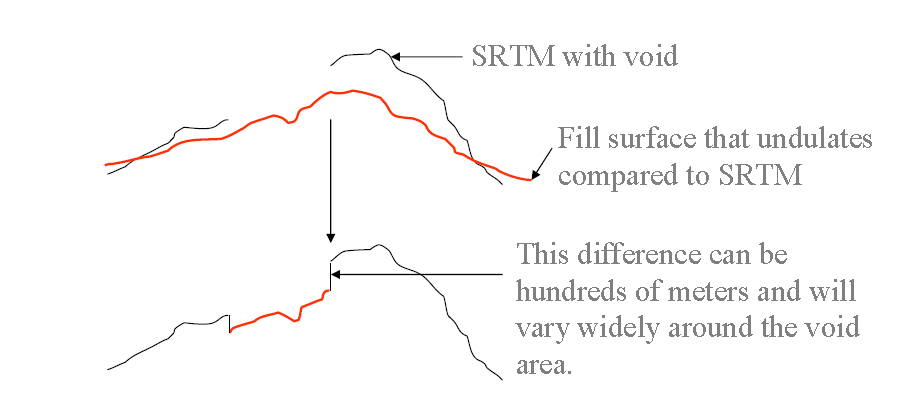 SRTM with void
Fill surface that undulates
compared to SRTM
This difference can be
hundreds of meters and will
vary widely around the void
area.